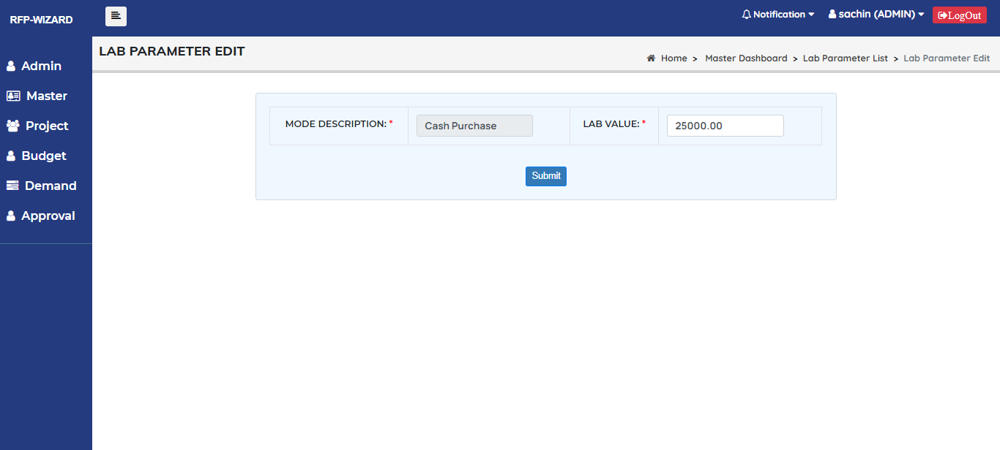 RFP-WIZARD
Notification
sachin (ADMIN)
LogOut
LAB PARAMETER EDIT
Home > Master Dashboard > Lab Parameter List > Lab Parameter Edit
Admin
Master
Project
Budget
Demand
Approval
MODE DESCRIPTION: * Cash Purchase LAB VALUE: * 25000.00
Submit